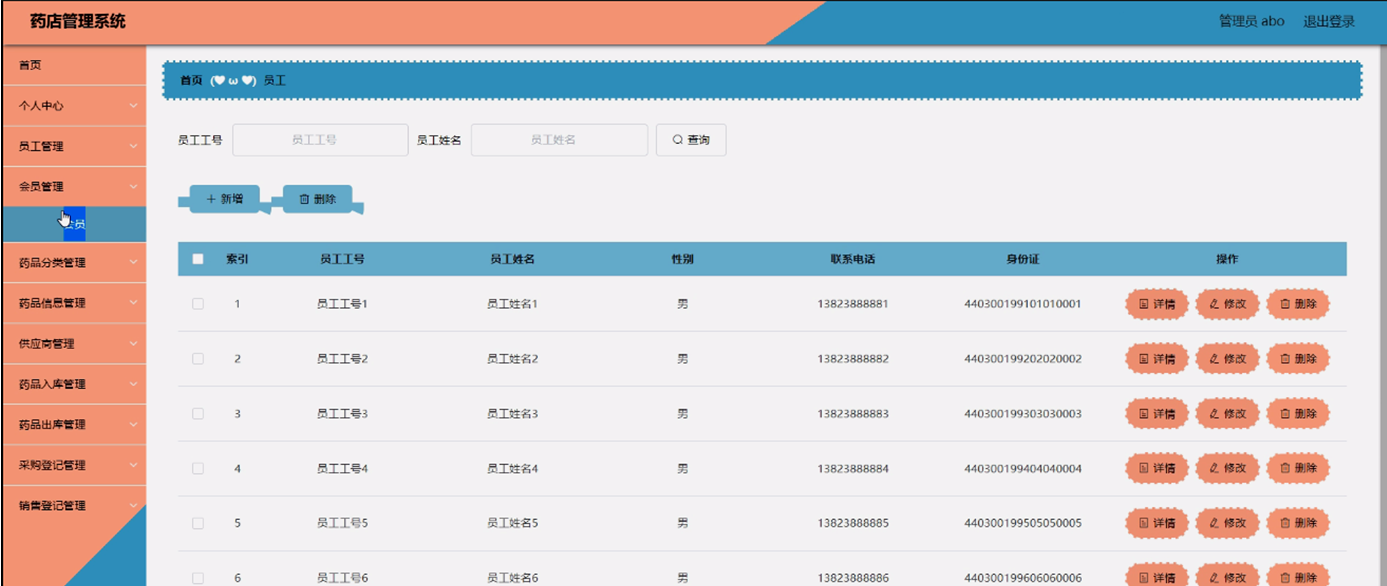 药店管理系统
管理员 abo 退出登录
首页
个人中心
员工管理
会员管理
会员
药品分类管理
药品信息管理
供应商管理
药品入库管理
药品出库管理
采购登记管理
销售登记管理
首页 (♥ω♥) 员工
员工工号 员工工号 员工姓名 员工姓名 查询
+ 新增 删除
索引 员工工号 员工姓名 性别 联系电话 身份证 操作
1 员工工号1 员工姓名1 男 13823888881 440300199101010001 详情 修改 删除
2 员工工号2 员工姓名2 男 13823888882 440300199202020002 详情 修改 删除
3 员工工号3 员工姓名3 男 13823888883 440300199303030003 详情 修改 删除
4 员工工号4 员工姓名4 男 13823888884 440300199404040004 详情 修改 删除
5 员工工号5 员工姓名5 男 13823888885 440300199505050005 详情 修改 删除
6 员工工号6 员工姓名6 男 13823888886 440300199606060006 详情 修改 删除